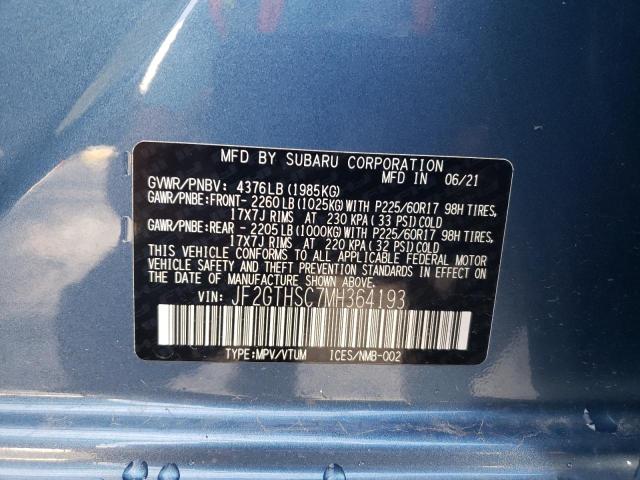 MFD BY SUBARU CORPORATION
MFD IN 06/21
GVWR/PNBV: 4376LB (1985KG)
GAWR/PNBE:FRONT- 2260LB (1025KG)WITH P225/60R17 98H TIRES,
17X7J RIMS AT 230 KPA (33 PSI)COLD
GAWR/PNBE:REAR - 2205LB (1000KG)WITH P225/60R17 98H TIRES,
17X7J RIMS AT 220 KPA (32 PSI)COLD
THIS VEHICLE CONFORMS TO ALL APPLICABLE FEDERAL MOTOR
VEHICLE SAFETY AND THEFT PREVENTION STANDARDS IN EFFECT
ON THE DATE OF MANUFACTURE SHOWN ABOVE.
VIN: JF2GTHSC7MH364193
TYPE:MPV/VTUM ICES/NMB-002